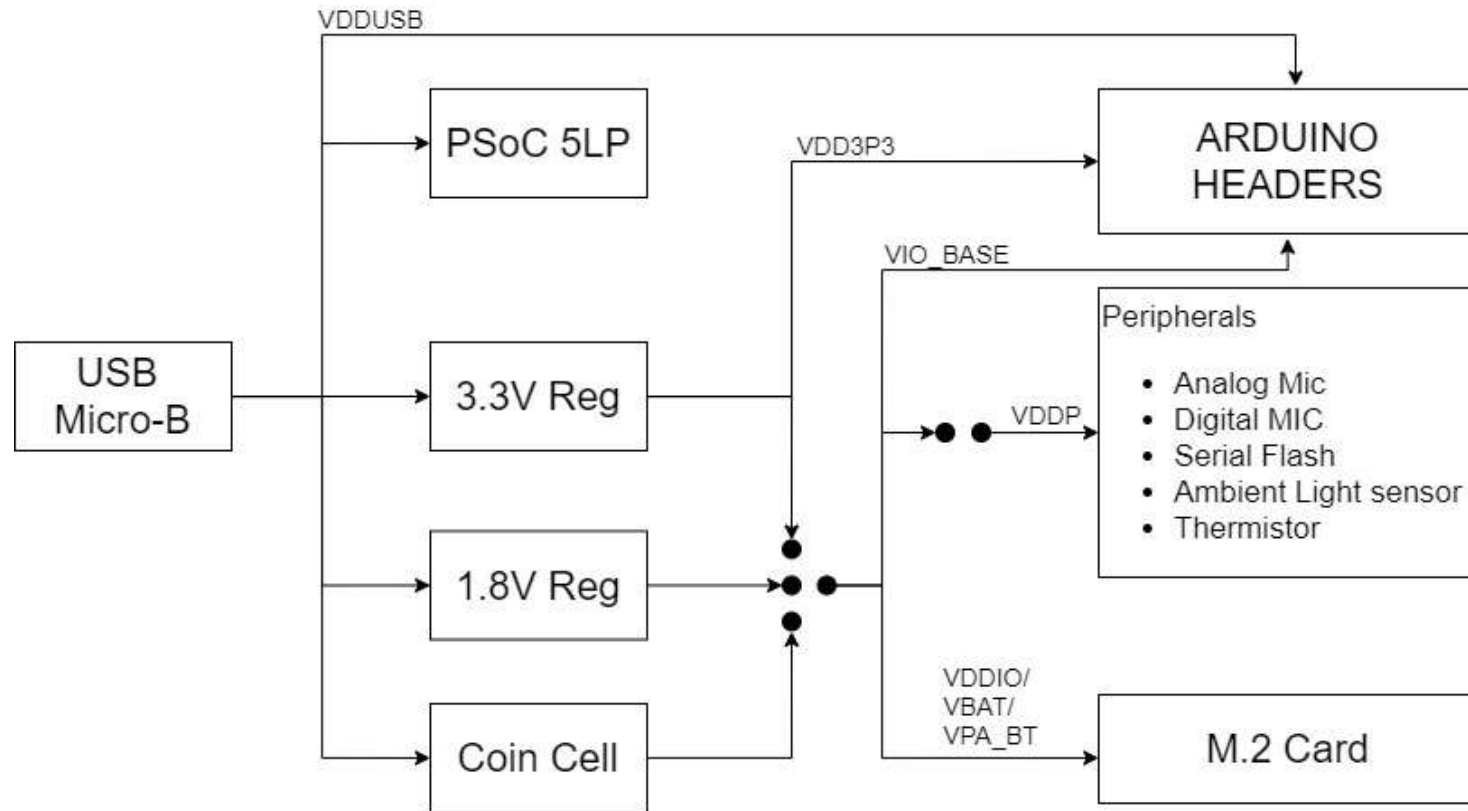 VDDUSB
PSoC 5LP
ARDUINO
HEADERS
VDD3P3
VIO_BASE
USB
Micro-B
3.3V Reg
Peripherals
• Analog Mic
• Digital MIC
• Serial Flash
• Ambient Light sensor
• Thermistor
VDDP
1.8V Reg
VDDIO/
VBAT/
VPA_BT
Coin Cell
M.2 Card